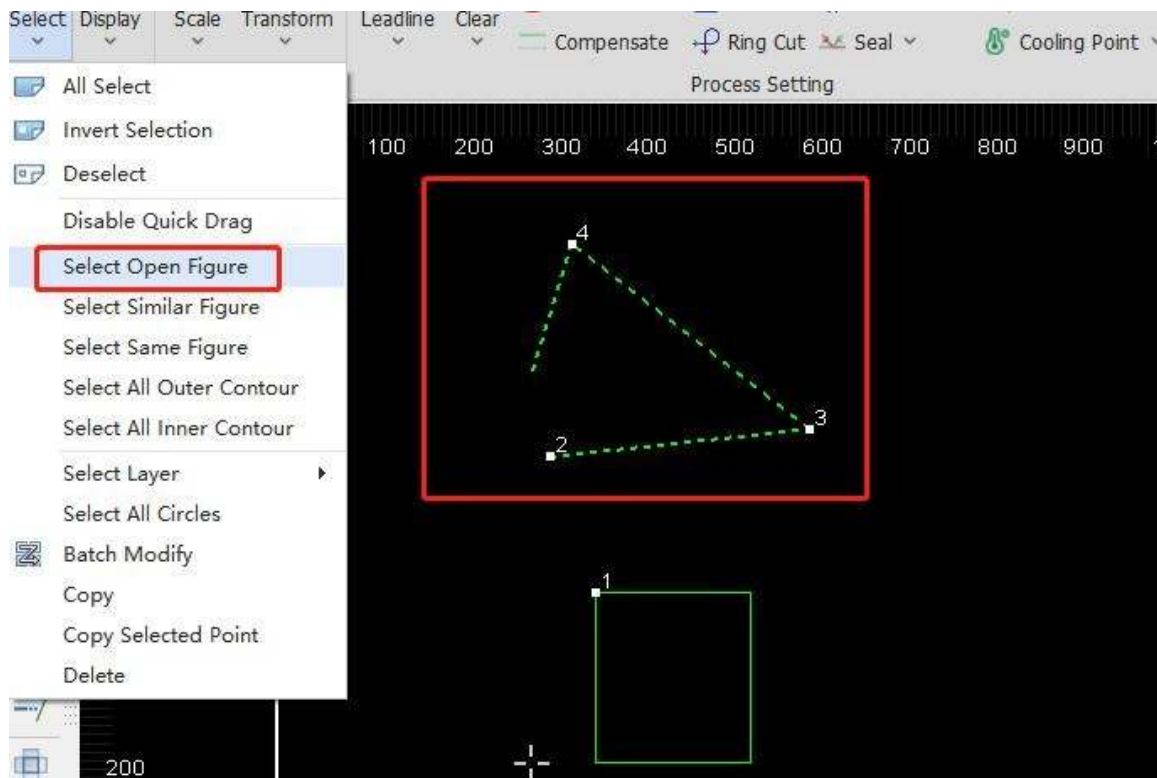 Select Display Scale Transform Leadline Clear
Compensate Ring Cut Seal Cooling Point
Process Setting
All Select
Invert Selection
Deselect
Disable Quick Drag
Select Open Figure
Select Similar Figure
Select Same Figure
Select All Outer Contour
Select All Inner Contour
Select Layer
Select All Circles
Batch Modify
Copy
Copy Selected Point
Delete
100 200 300 400 500 600 700 800 900
4
3
2
1
200